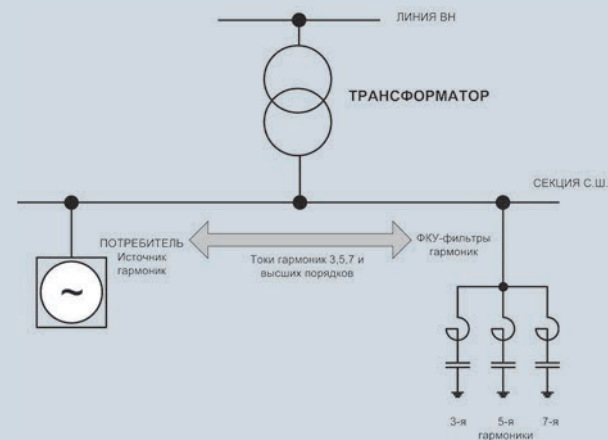 ЛИНИЯ ВН
ТРАНСФОРМАТОР
СЕКЦИЯ С.Ш.
ПОТРЕБИТЕЛЬ
Источник
гармоник
Токи гармоник 3,5,7 и
высших порядков
ФКУ-фильтры
гармоник
~
3-я 5-я 7-я
гармоники